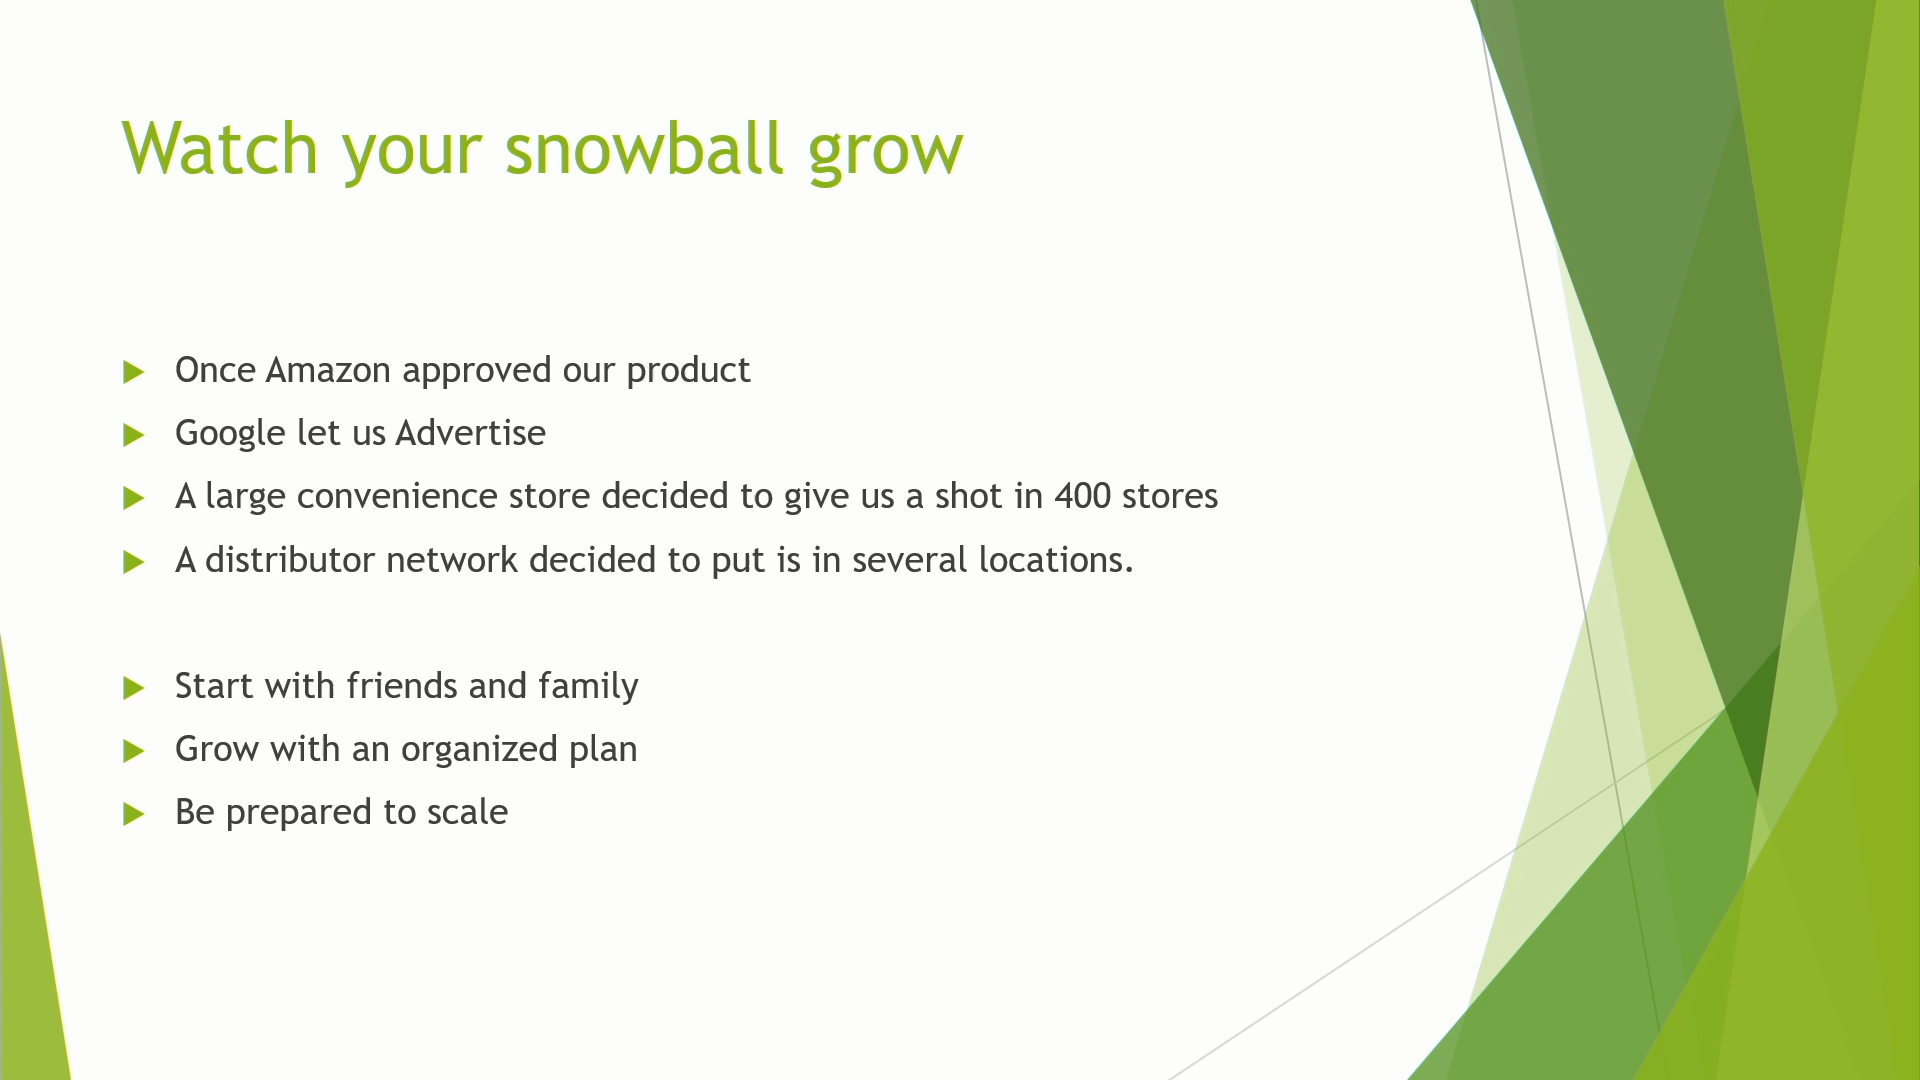 Watch your snowball grow
Once Amazon approved our product
Google let us Advertise
A large convenience store decided to give us a shot in 400 stores
A distributor network decided to put is in several locations.
Start with friends and family
Grow with an organized plan
Be prepared to scale